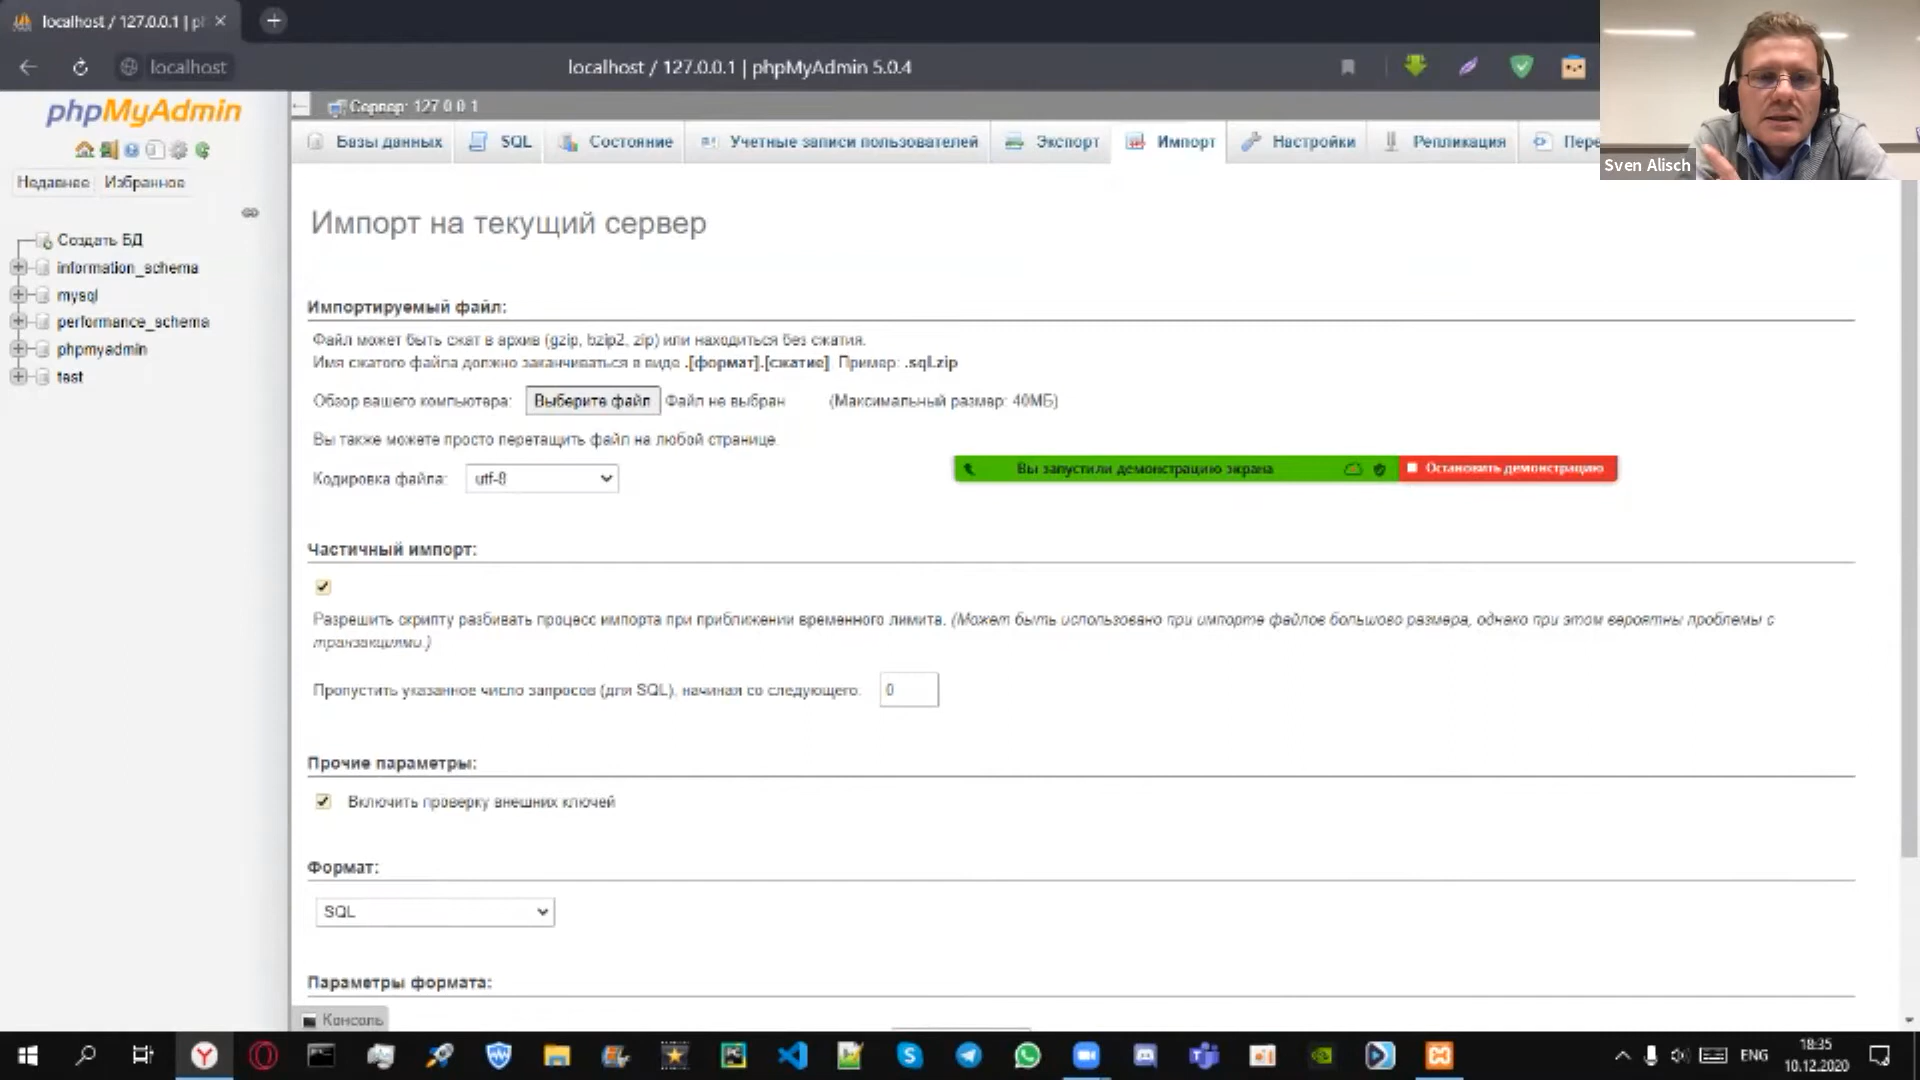 localhost / 127.0.0.1 | pl
localhost
localhost / 127.0.0.1 | phpMyAdmin 5.0.4
Sven Alisch
phpMyAdmin
Недавнее Избранное
Создать БД
information_schema
mysql
performance_schema
phpmyadmin
test
Сервер: 127.0.0.1
Базы данных SQL Состояние Учетные записи пользователей Экспорт Импорт Настройки Репликация Пере
Импорт на текущий сервер
Импортируемый файл:
Файл может быть сжат в архив (gzip, bzip2, zip) или находиться без сжатия.
Имя сжатого файла должно заканчиваться в виде .[формат].[сжатие] Пример: .sql.zip
Обзор вашего компьютера: Выберите файл Файл не выбран (Максимальный размер: 40МБ)
Вы также можете просто перетащить файл на любой странице.
Кодировка файла: utf-8
Вы запустили демонстрацию экрана Остановить демонстрацию
Частичный импорт:
Разрешить скрипту разбивать процесс импорта при приближении временного лимита. (Может быть использовано при импорте файлов большого размера, однако при этом вероятны проблемы с
транзакциями.)
Пропустить указанное число запросов (для SQL), начиная со следующего: 0
Прочие параметры:
Включить проверку внешних ключей
Формат:
SQL
Параметры формата:
Консоль
ENG
18:35
10.12.2020